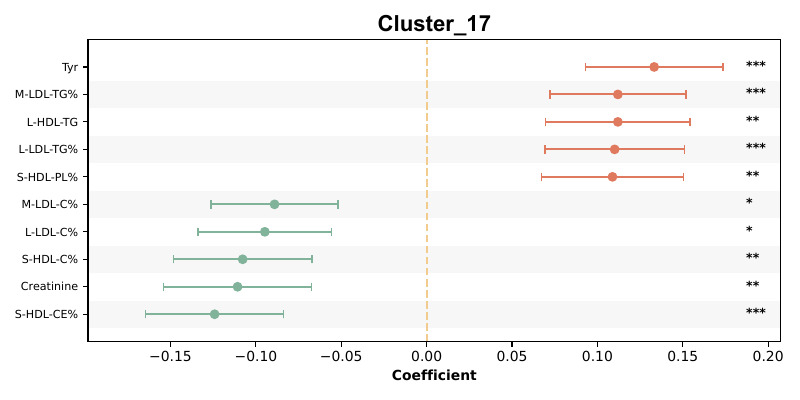 Cluster_17
Tyr ***
M-LDL-TG% ***
L-HDL-TG **
L-LDL-TG% ***
S-HDL-PL% **
M-LDL-C% *
L-LDL-C% *
S-HDL-C% **
Creatinine **
S-HDL-CE% ***
−0.15 −0.10 −0.05 0.00 0.05 0.10 0.15 0.20
Coefficient